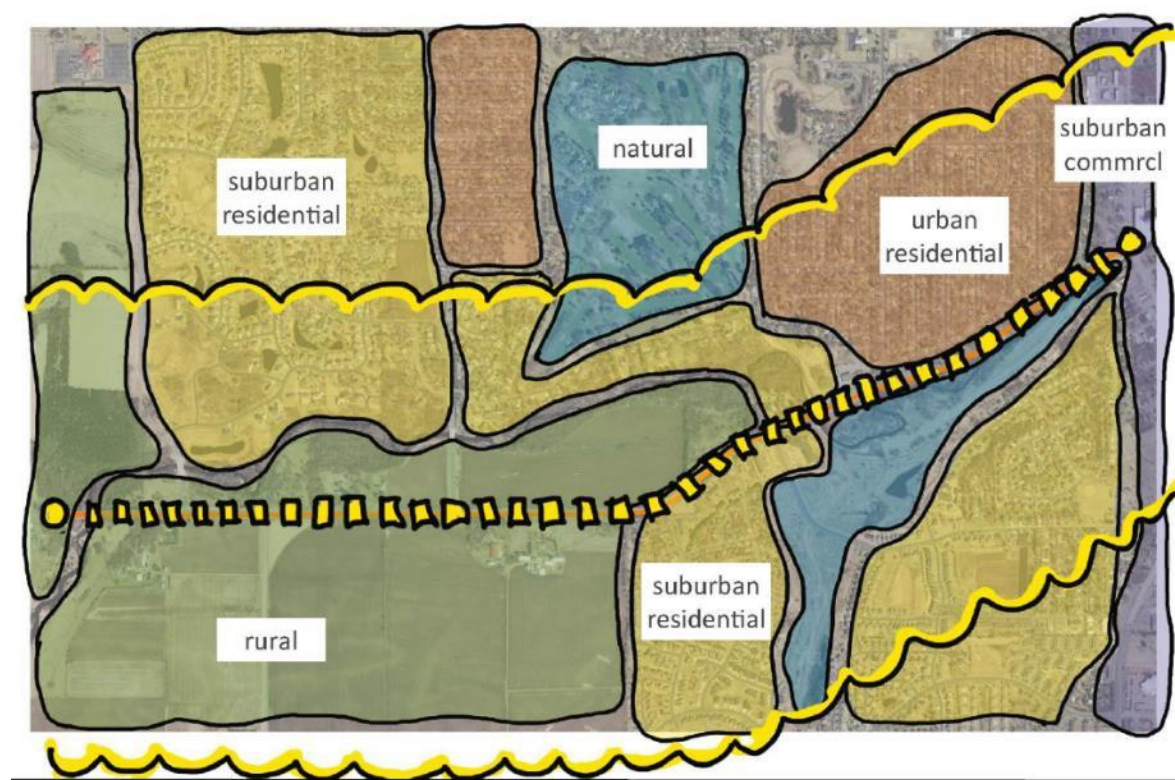 natural
suburban
commrcl
suburban
residential
urban
residential
suburban
residential
rural